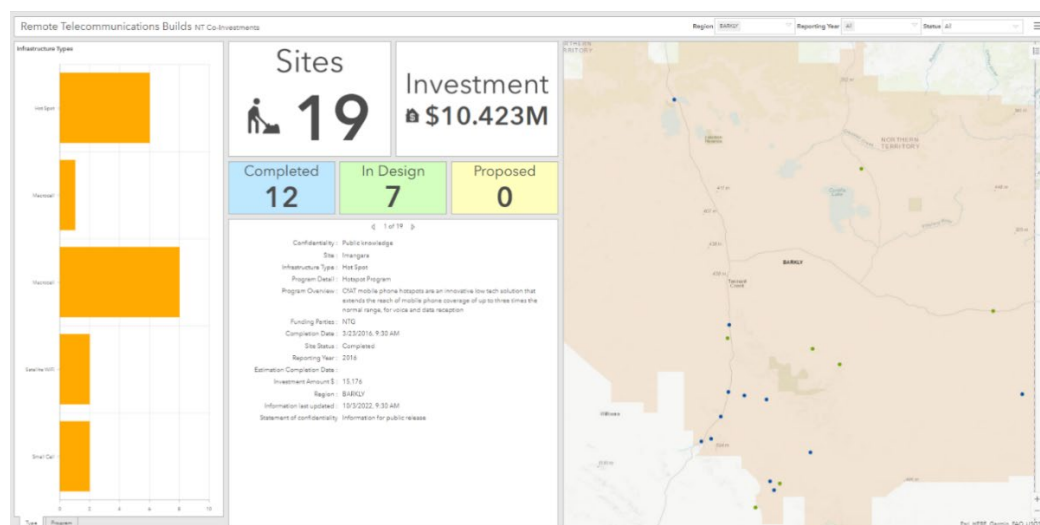 Remote Telecommunications Builds NT Co-Investments
Region BARKLY
Reporting Year All
Status All
Infrastructure Types
Hot Spot
Macrocell
Macrocell
Satellite WiFi
Small Cell
0 2 4 6 8 10
Type Program
Sites
19
Investment
$10.423M
Completed
12
In Design
7
Proposed
0
1 of 19
Confidentiality : Public knowledge
Site : Imangara
Infrastructure Type : Hot Spot
Program Detail : Hotspot Program
Program Overview : CfAT mobile phone hotspots are an innovative low tech solution that
extends the reach of mobile phone coverage of up to three times the
normal range, for voice and data reception
Funding Parties : NTG
Completion Date : 3/23/2016, 9:30 AM
Site Status : Completed
Reporting Year : 2016
Estimation Completion Date :
Investment Amount $ : 13,176
Region : BARKLY
Information last updated : 10/3/2022, 9:30 AM
Statement of confidentiality Information for public release
NORTHERN
TERRITORY
BARKLY
Tennant
Creek